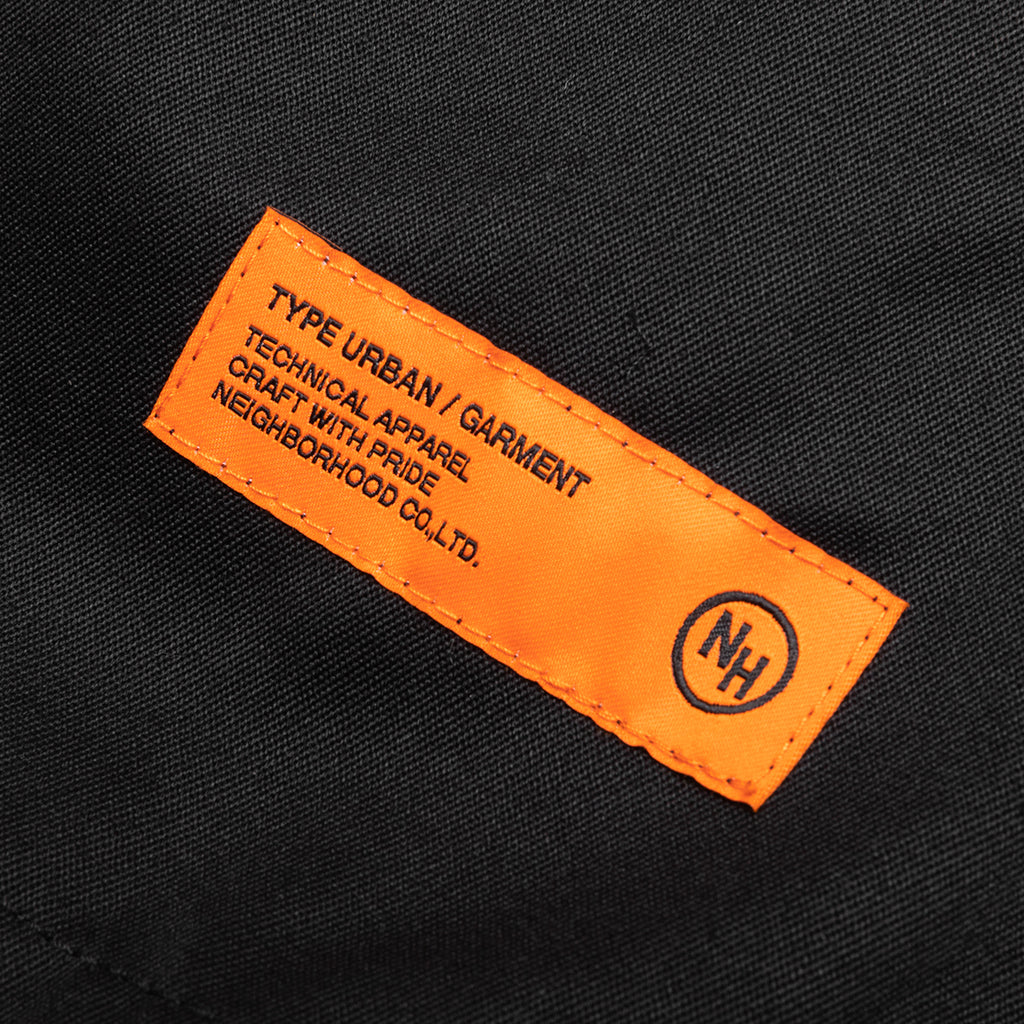 TYPE URBAN / GARMENT
TECHNICAL APPAREL
CRAFT WITH PRIDE
NEIGHBORHOOD CO.,LTD.
NH